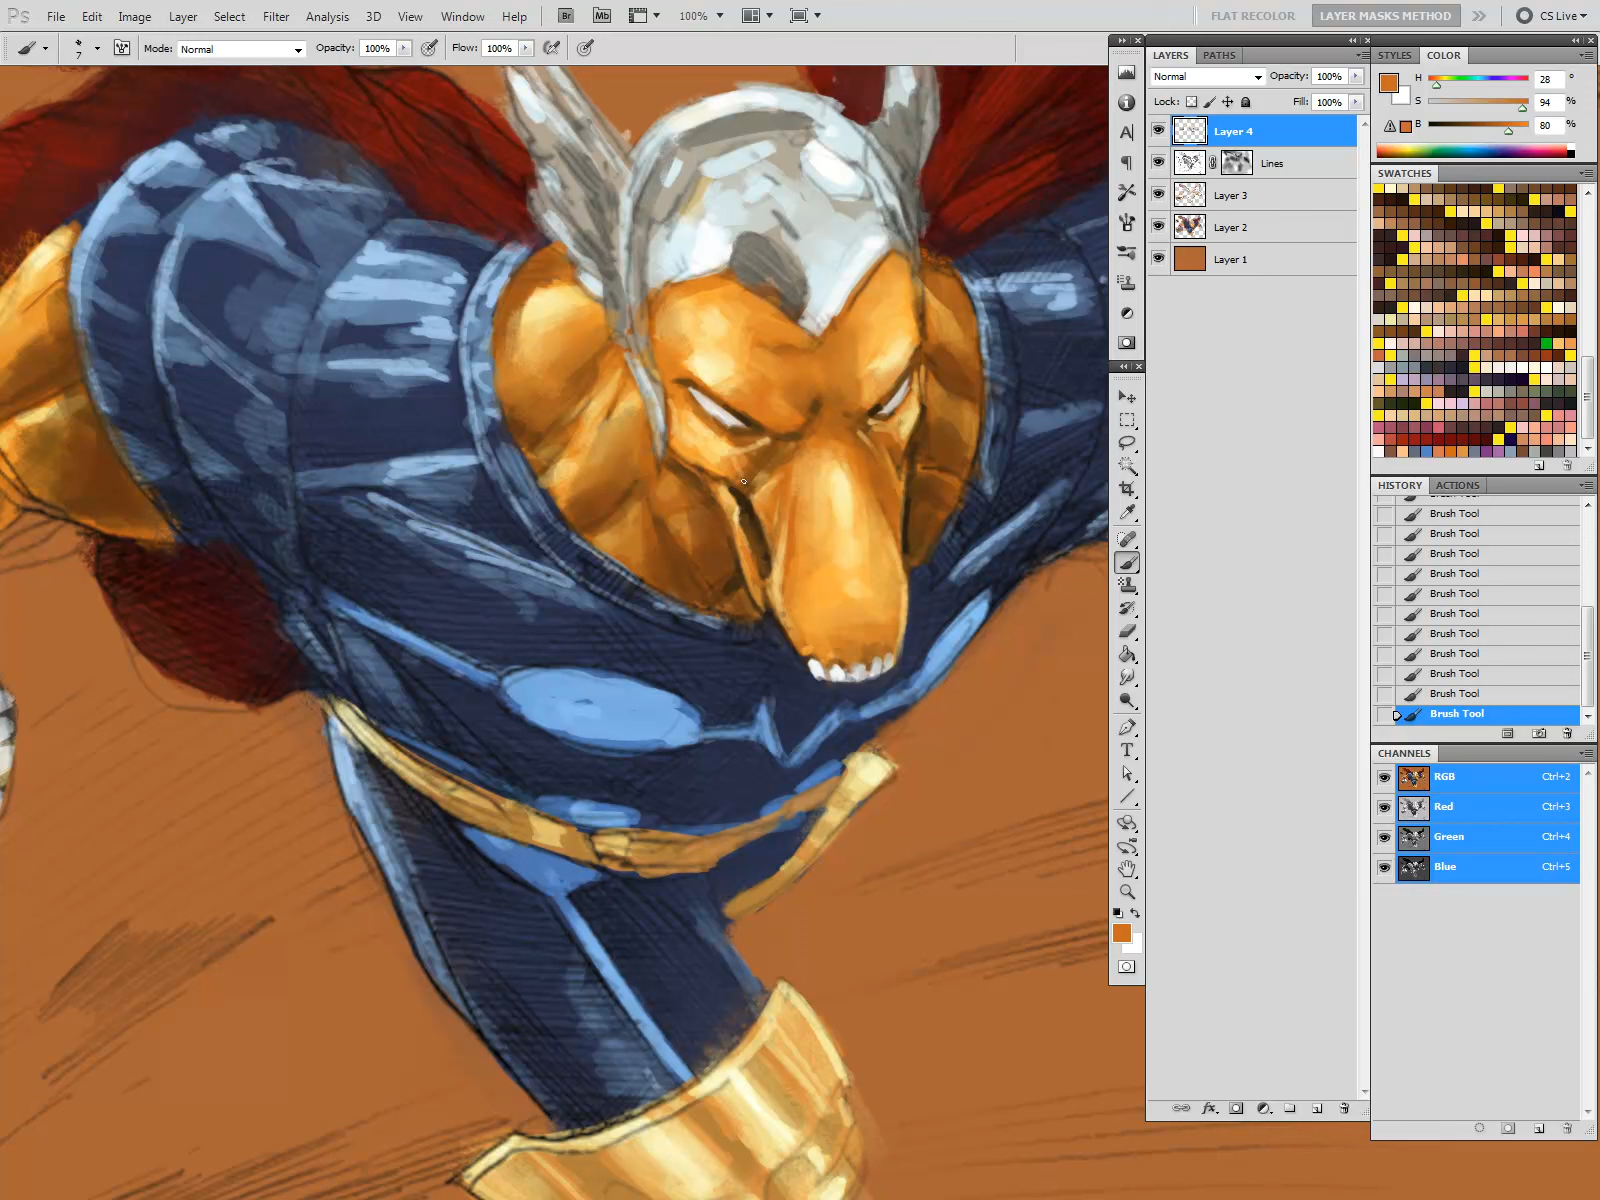 Ps File Edit Image Layer Select Filter Analysis 3D View Window Help Br Mb 100% FLAT RECOLOR LAYER MASKS METHOD CS Live
7 Mode: Normal Opacity: 100% Flow: 100%
LAYERS PATHS
Normal Opacity: 100%
Lock: Fill: 100%
Layer 4
Lines
Layer 3
Layer 2
Layer 1
STYLES COLOR
H 28 °
S 94 %
B 80 %
SWATCHES
HISTORY ACTIONS
Brush Tool
Brush Tool
Brush Tool
Brush Tool
Brush Tool
Brush Tool
Brush Tool
Brush Tool
Brush Tool
Brush Tool
Brush Tool
CHANNELS
RGB Ctrl+2
Red Ctrl+3
Green Ctrl+4
Blue Ctrl+5